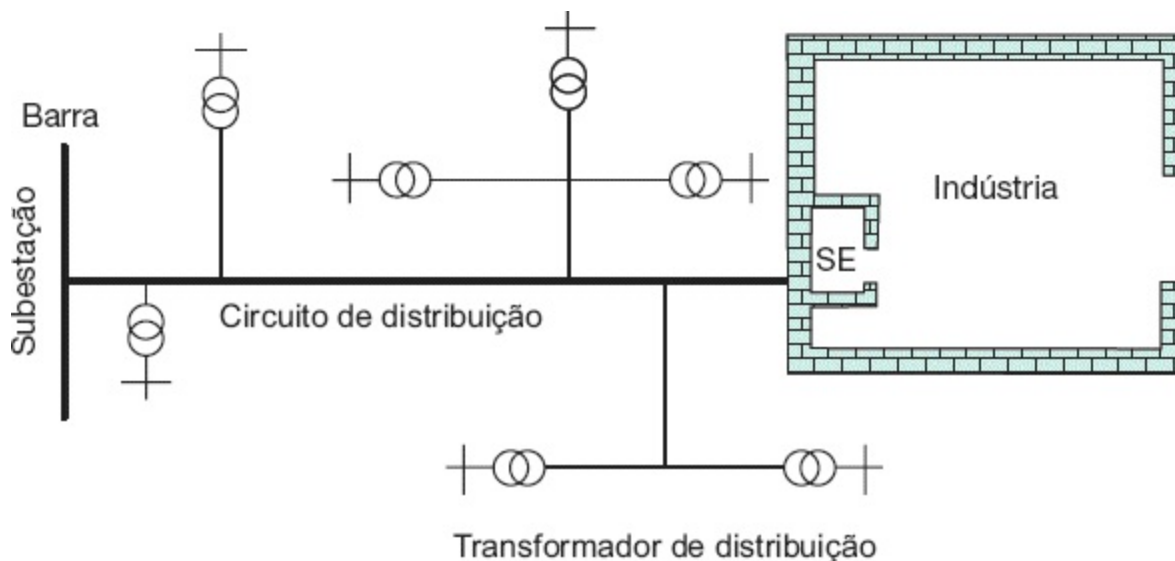 Barra
Subestação
Indústria
SE
Circuito de distribuição
Transformador de distribuição